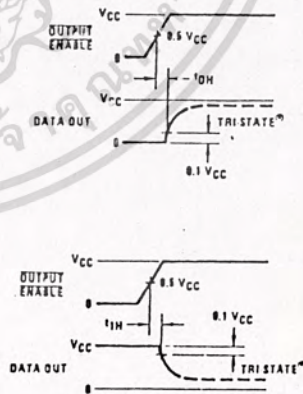 VCC
OUTPUT
ENABLE
0.5 VCC
0
t0H
VCC
DATA OUT
TRI STATE(R)
0
0.1 VCC
VCC
OUTPUT
ENABLE
0.5 VCC
0
t1H
0.1 VCC
VCC
DATA OUT
TRI STATE
0